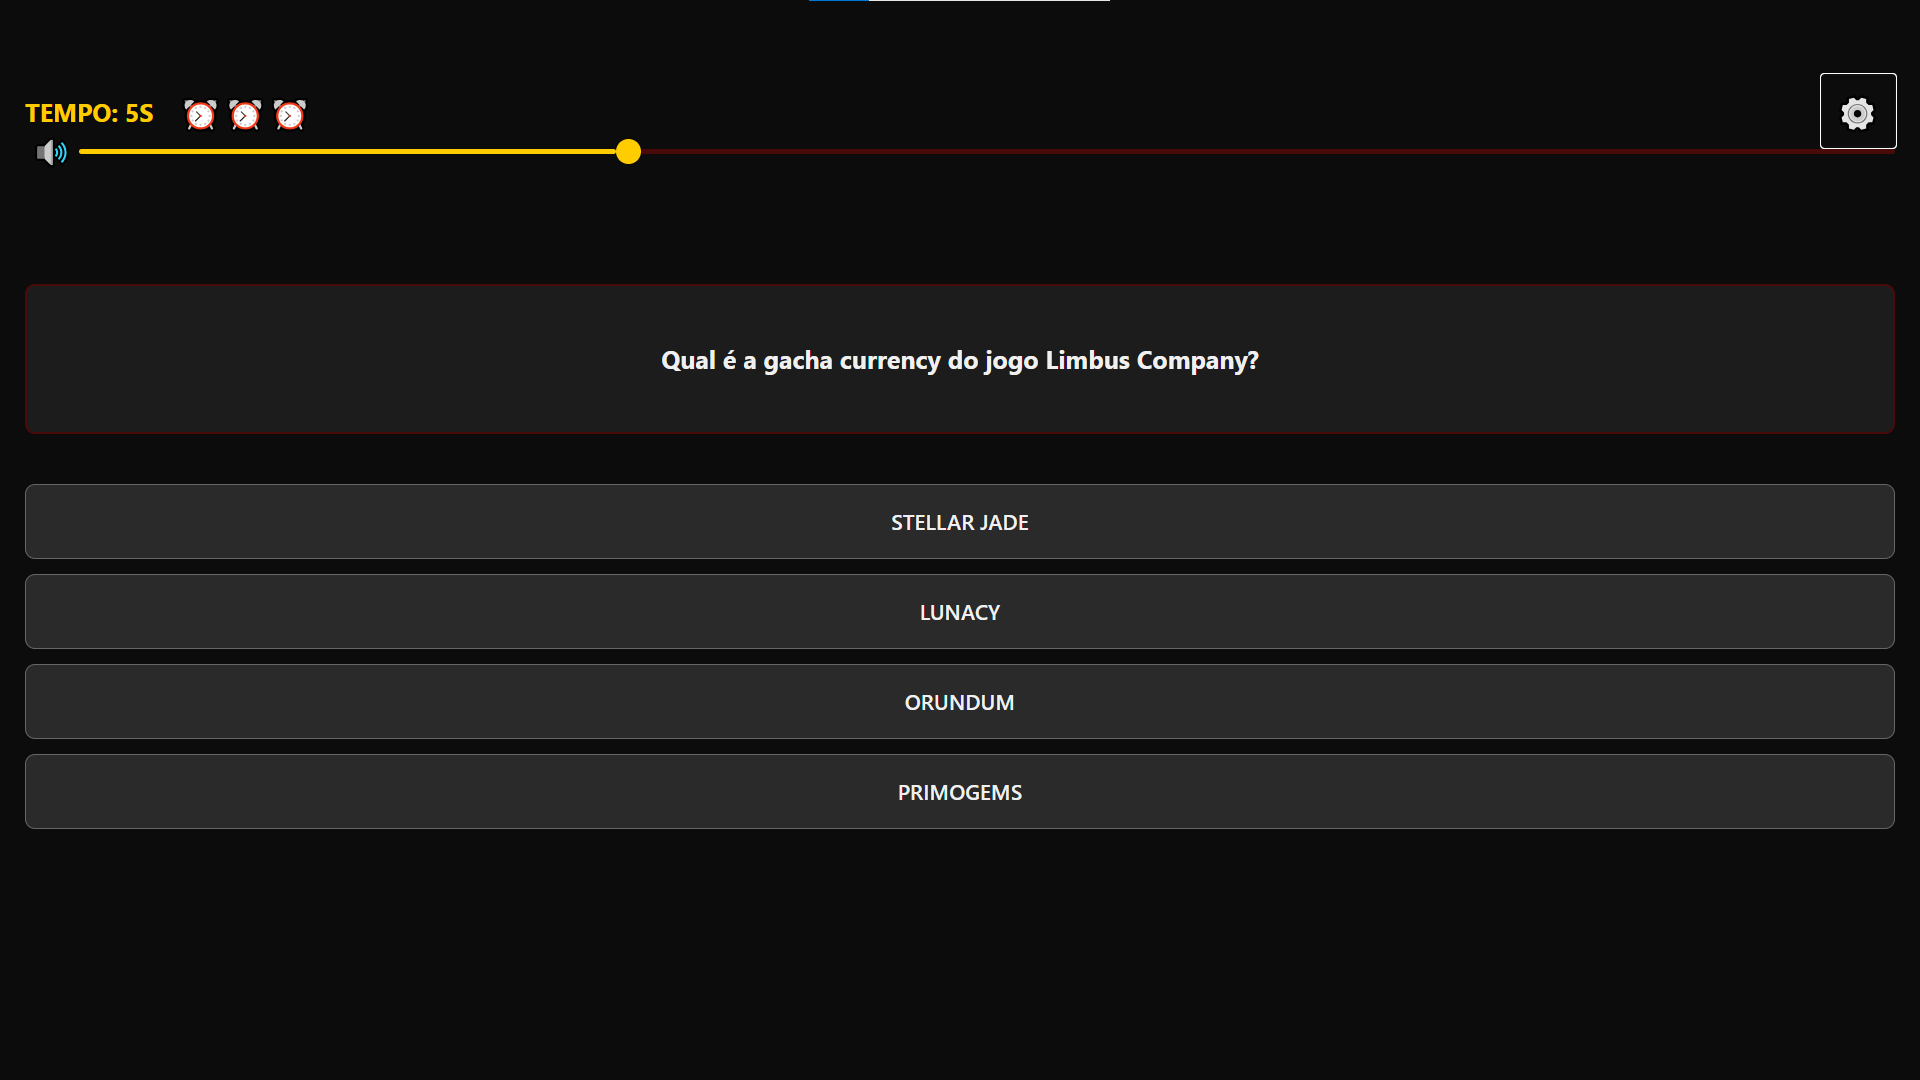 TEMPO: 5S
Qual é a gacha currency do jogo Limbus Company?
STELLAR JADE
LUNACY
ORUNDUM
PRIMOGEMS